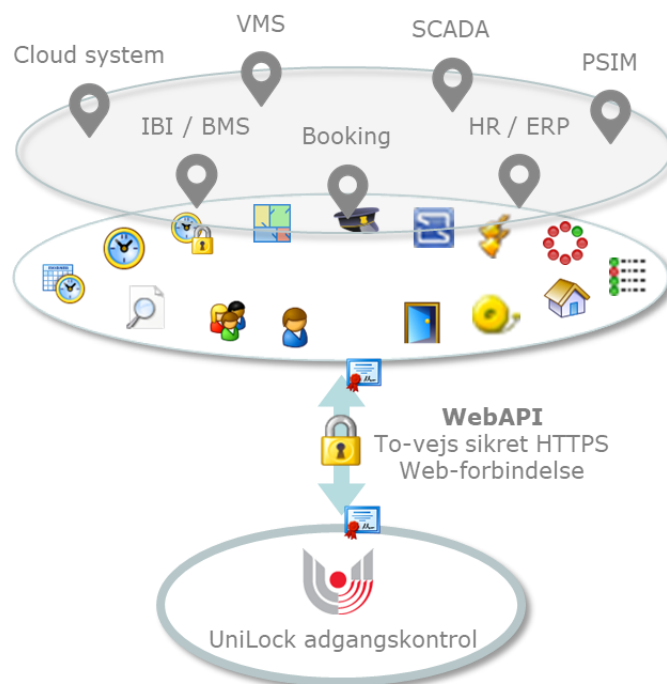 VMS
SCADA
Cloud system
PSIM
IBI / BMS
Booking
HR / ERP
WebAPI
To-vejs sikret HTTPS
Web-forbindelse
UniLock adgangskontrol